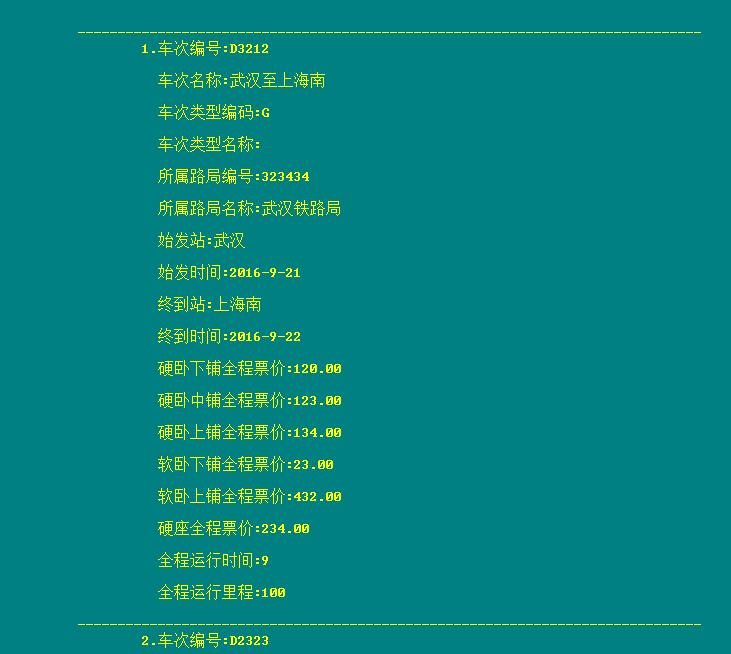 1.车次编号:D3212
车次名称:武汉至上海南
车次类型编码:G
车次类型名称:
所属路局编号:323434
所属路局名称:武汉铁路局
始发站:武汉
始发时间:2016-9-21
终到站:上海南
终到时间:2016-9-22
硬卧下铺全程票价:120.00
硬卧中铺全程票价:123.00
硬卧上铺全程票价:134.00
软卧下铺全程票价:23.00
软卧上铺全程票价:432.00
硬座全程票价:234.00
全程运行时间:9
全程运行里程:100
2.车次编号:D2323